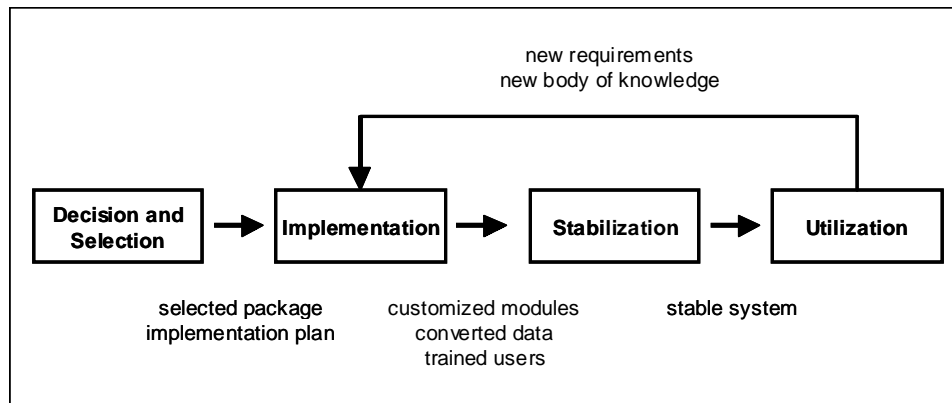 new requirements
new body of knowledge
Decision and
Selection
Implementation
Stabilization
Utilization
selected package
implementation plan
customized modules
converted data
trained users
stable system